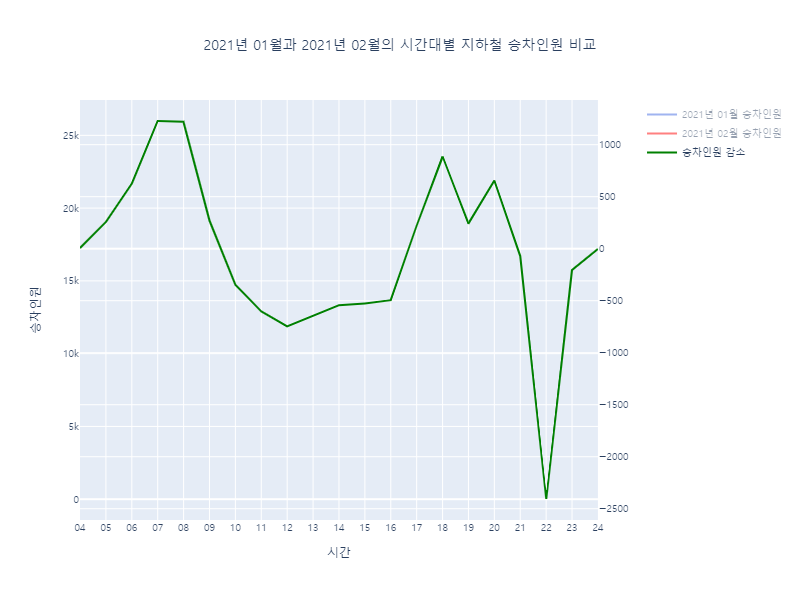 2021년 01월과 2021년 02월의 시간대별 지하철 승차인원 비교
2021년 01월 승차인원
2021년 02월 승차인원
승차인원 감소
25k
20k
15k
10k
5k
0
승차인원
1000
500
0
−500
−1000
−1500
−2000
−2500
04 05 06 07 08 09 10 11 12 13 14 15 16 17 18 19 20 21 22 23 24
시간